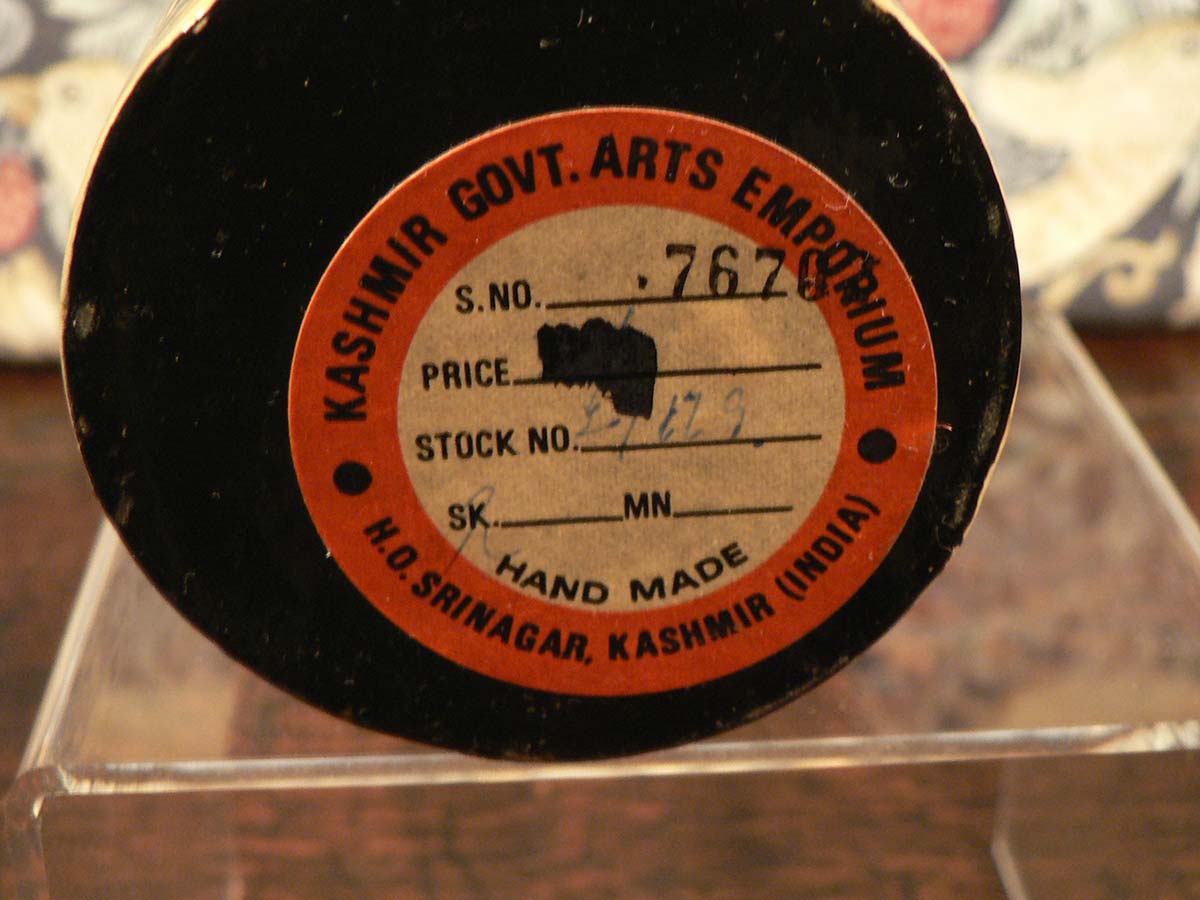 KASHMIR GOVT. ARTS EMPORIUM
S.NO. .7670
PRICE
STOCK NO.
SK. MN
HAND MADE
H.O. SRINAGAR, KASHMIR (INDIA)